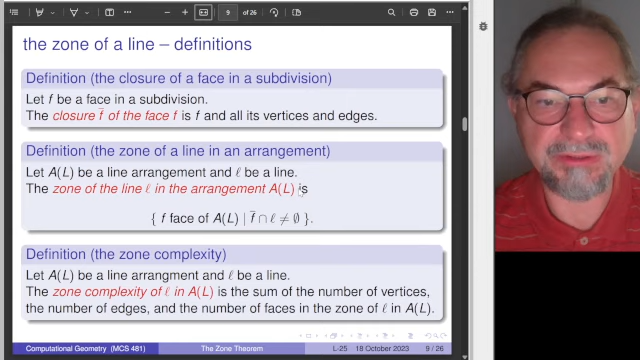 9 of 26
the zone of a line – definitions
Definition (the closure of a face in a subdivision)
Let f be a face in a subdivision.
The closure f̄ of the face f is f and all its vertices and edges.
Definition (the zone of a line in an arrangement)
Let A(L) be a line arrangement and ℓ be a line.
The zone of the line ℓ in the arrangement A(L) is
{ f face of A(L) | f̄ ∩ ℓ ≠ ∅ }.
Definition (the zone complexity)
Let A(L) be a line arrangment and ℓ be a line.
The zone complexity of ℓ in A(L) is the sum of the number of vertices,
the number of edges, and the number of faces in the zone of ℓ in A(L).
Computational Geometry (MCS 481) The Zone Theorem L-25 18 October 2023 9 / 26